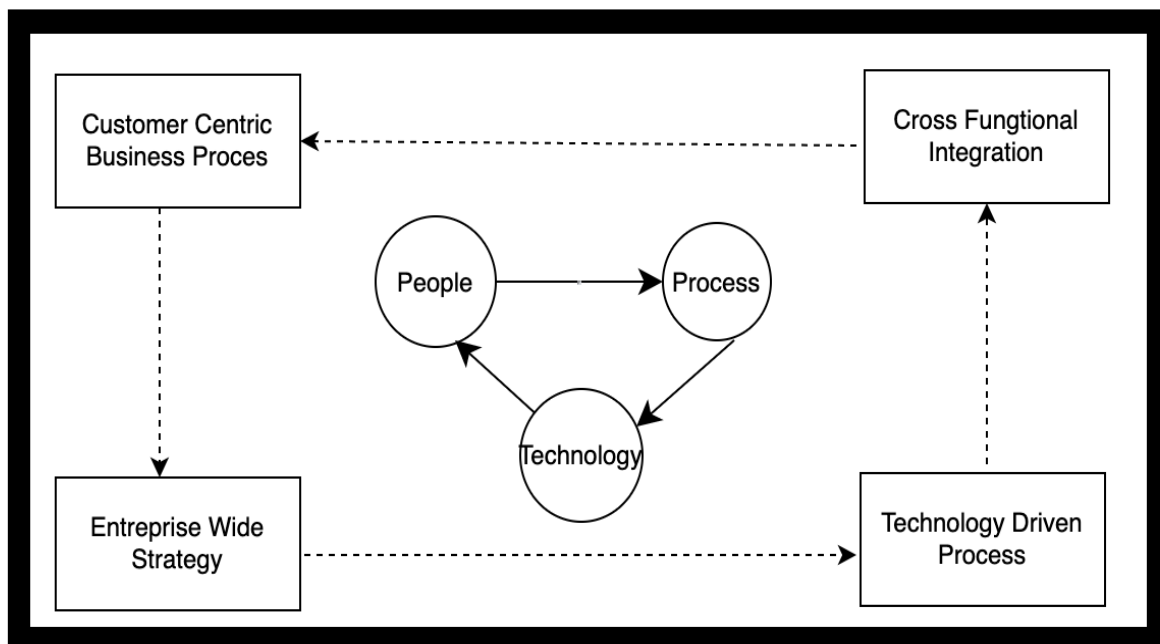 Customer Centric
Business Proces
Cross Fungtional
Integration
People
Process
Technology
Entreprise Wide
Strategy
Technology Driven
Process